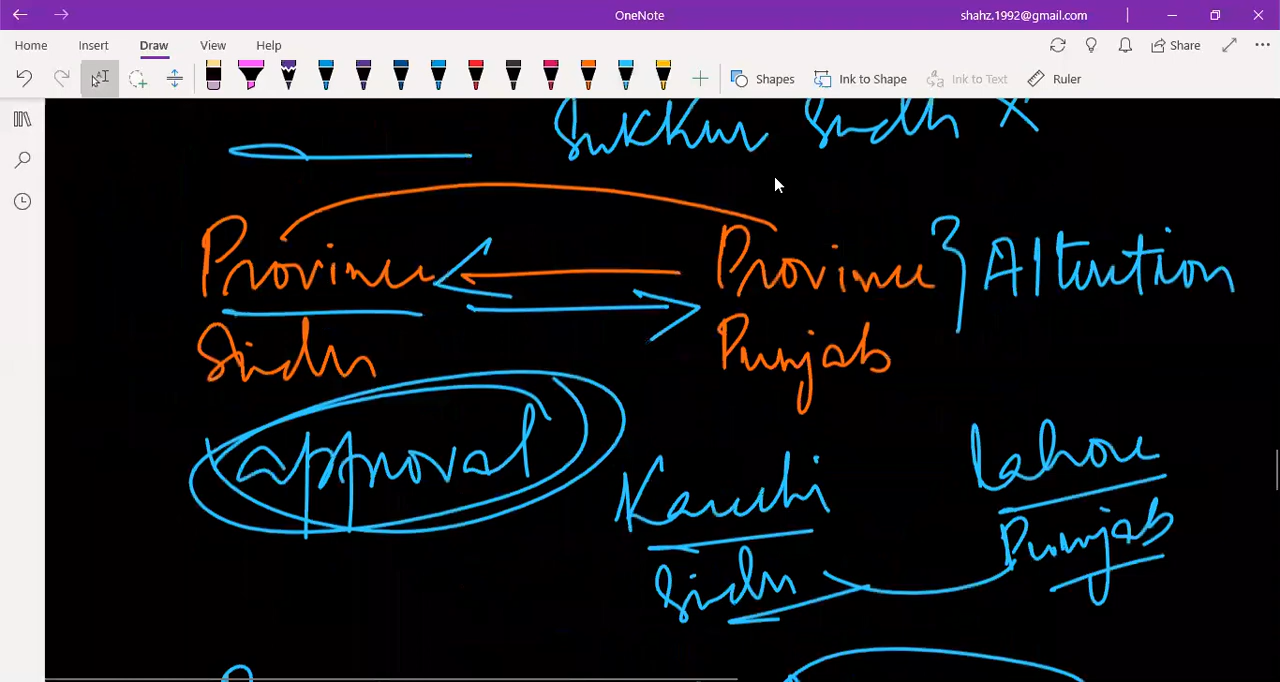 OneNote
shahz.1992@gmail.com
Home Insert Draw View Help
Share
Shapes Ink to Shape Ink to Text Ruler
Sukkur Sindh X
Province Province } Altertion
Sindh Punjab
approval
Karachi Lahore
Sindh Punjab